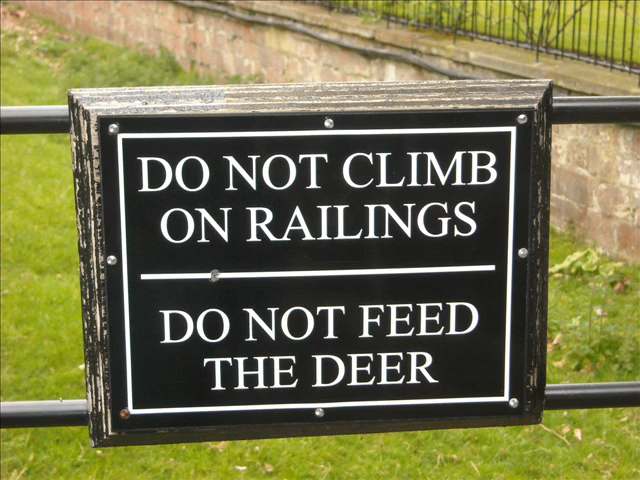 DO NOT CLIMB
ON RAILINGS
DO NOT FEED
THE DEER